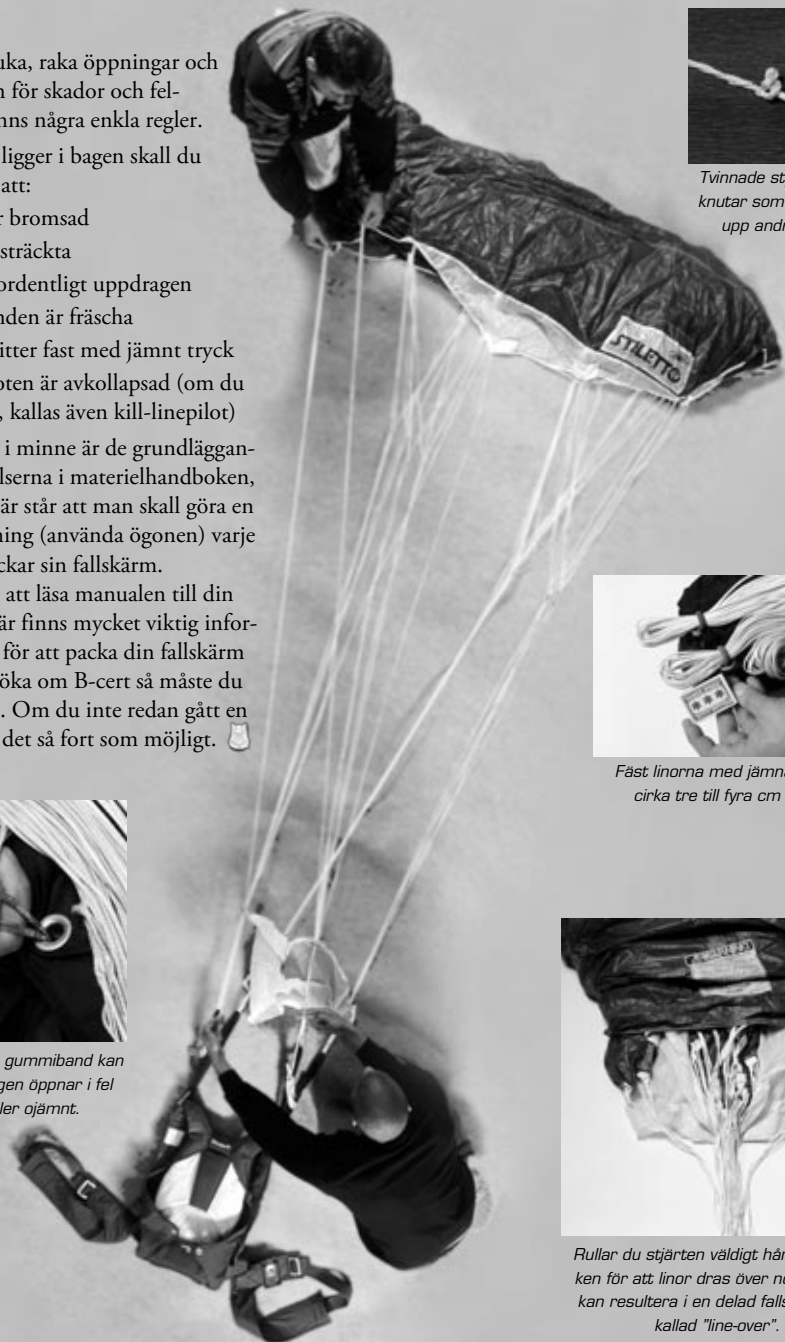 uka, raka öppningar och
n för skador och fel-
nns några enkla regler.
ligger i bagen skall du
att:
r bromsad
sträckta
ordentligt uppdragen
nden är fräscha
itter fast med jämnt tryck
oten är avkollapsad (om du
, kallas även kill-linepilot)
i minne är de grundläggan-
lserna i materielhandboken,
är står att man skall göra en
ning (använda ögonen) varje
ckar sin fallskärm.
att läsa manualen till din
är finns mycket viktig infor-
för att packa din fallskärm
öka om B-cert så måste du
. Om du inte redan gått en
det så fort som möjligt.
STILETTO
Tvinnade st
knutar som
upp andr
Fäst linorna med jämna
cirka tre till fyra cm
gummiband kan
gen öppnar i fel
ler ojämnt.
Rullar du stjärten väldigt hår
ken för att linor dras över no
kan resultera i en delad falls
kallad "line-over".